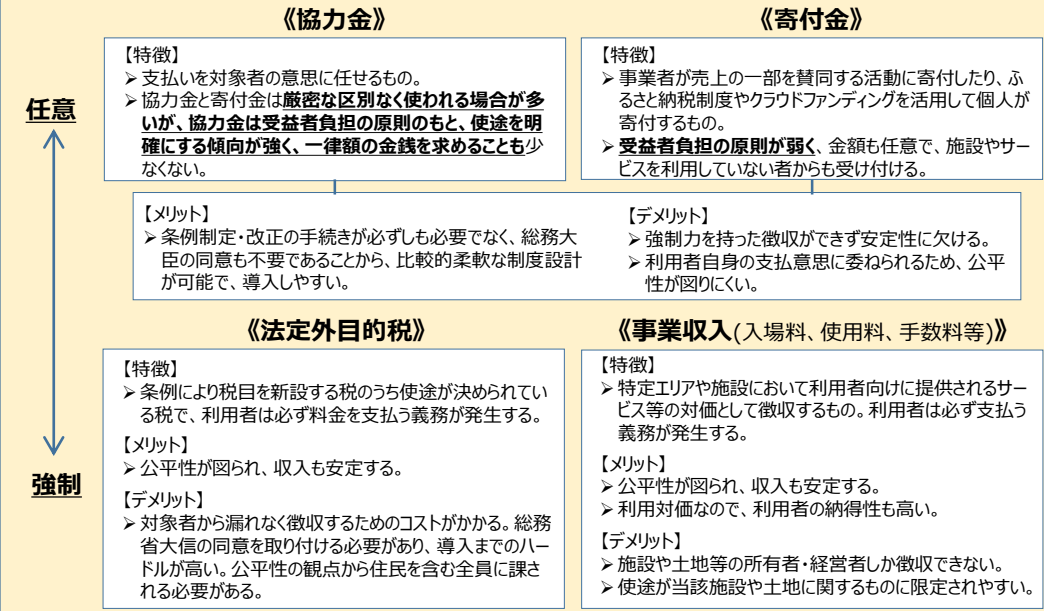 《協力金》
【特徴】
➢ 支払いを対象者の意思に任せるもの。
➢ 協力金と寄付金は厳密な区別なく使われる場合が多
いが、協力金は受益者負担の原則のもと、使途を明
確にする傾向が強く、一律額の金銭を求めることも少
なくない。
《寄付金》
【特徴】
➢ 事業者が売上の一部を賛同する活動に寄付したり、ふ
るさと納税制度やクラウドファンディングを活用して個人が
寄付するもの。
➢ 受益者負担の原則が弱く、金額も任意で、施設やサー
ビスを利用していない者からも受け付ける。
任意
【メリット】
➢ 条例制定・改正の手続きが必ずしも必要でなく、総務大
臣の同意も不要であることから、比較的柔軟な制度設計
が可能で、導入しやすい。
【デメリット】
➢ 強制力を持った徴収ができず安定性に欠ける。
➢ 利用者自身の支払意思に委ねられるため、公平
性が図りにくい。
《法定外目的税》
【特徴】
➢ 条例により税目を新設する税のうち使途が決められてい
る税で、利用者は必ず料金を支払う義務が発生する。
【メリット】
➢ 公平性が図られ、収入も安定する。
【デメリット】
➢ 対象者から漏れなく徴収するためのコストがかかる。総務
省大信の同意を取り付ける必要があり、導入までのハー
ドルが高い。公平性の観点から住民を含む全員に課さ
れる必要がある。
《事業収入(入場料、使用料、手数料等)》
【特徴】
➢ 特定エリアや施設において利用者向けに提供されるサー
ビス等の対価として徴収するもの。利用者は必ず支払う
義務が発生する。
【メリット】
➢ 公平性が図られ、収入も安定する。
➢ 利用対価なので、利用者の納得性も高い。
【デメリット】
➢ 施設や土地等の所有者・経営者しか徴収できない。
➢ 使途が当該施設や土地に関するものに限定されやすい。
強制